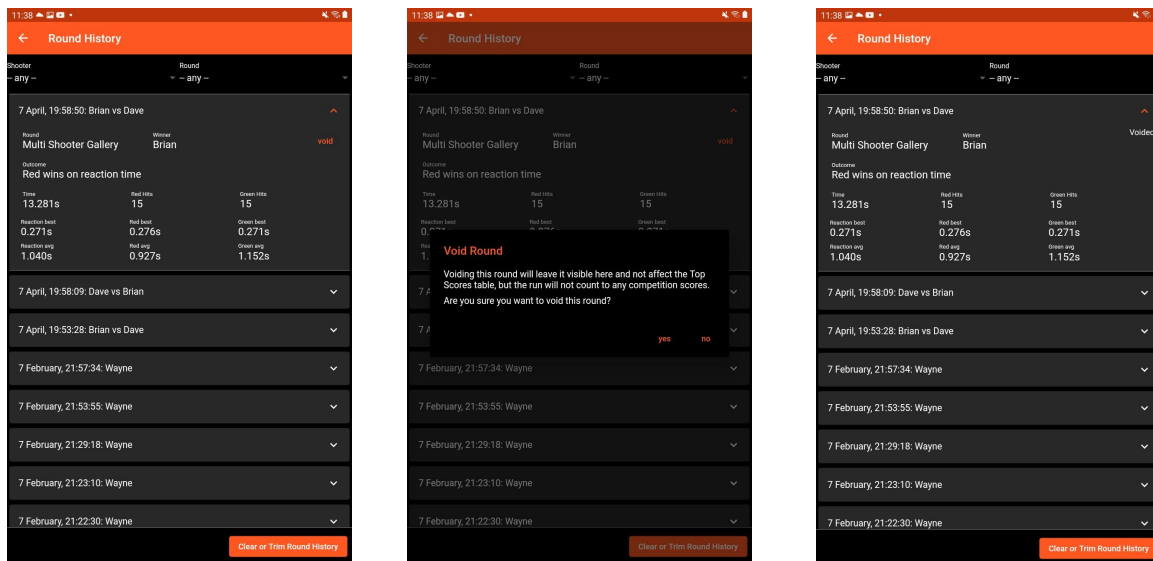 11:38
Round History
Shooter
Round
-- any --
-- any --
7 April, 19:58:50: Brian vs Dave
Round
Winner
Multi Shooter Gallery
Brian
void
Outcome
Red wins on reaction time
Time
Red Hits
Green Hits
13.281s
15
15
Reaction best
Red best
Green best
0.271s
0.276s
0.271s
Reaction avg
Red avg
Green avg
1.040s
0.927s
1.152s
7 April, 19:58:09: Dave vs Brian
7 April, 19:53:28: Brian vs Dave
7 February, 21:57:34: Wayne
7 February, 21:53:55: Wayne
7 February, 21:29:18: Wayne
7 February, 21:23:10: Wayne
7 February, 21:22:30: Wayne
Clear or Trim Round History
11:38
Round History
Shooter
Round
-- any --
-- any --
7 April, 19:58:50: Brian vs Dave
Round
Winner
Multi Shooter Gallery
Brian
void
Outcome
Red wins on reaction time
Time
Red Hits
Green Hits
13.281s
15
15
Reaction best
Red best
Green best
Void Round
Voiding this round will leave it visible here and not affect the Top
Scores table, but the run will not count to any competition scores.
Are you sure you want to void this round?
yes
no
7 February, 21:57:34: Wayne
7 February, 21:53:55: Wayne
7 February, 21:29:18: Wayne
7 February, 21:23:10: Wayne
7 February, 21:22:30: Wayne
Clear or Trim Round History
11:38
Round History
Shooter
Round
-- any --
-- any --
7 April, 19:58:50: Brian vs Dave
Round
Winner
Multi Shooter Gallery
Brian
Voided
Outcome
Red wins on reaction time
Time
Red Hits
Green Hits
13.281s
15
15
Reaction best
Red best
Green best
0.271s
0.276s
0.271s
Reaction avg
Red avg
Green avg
1.040s
0.927s
1.152s
7 April, 19:58:09: Dave vs Brian
7 April, 19:53:28: Brian vs Dave
7 February, 21:57:34: Wayne
7 February, 21:53:55: Wayne
7 February, 21:29:18: Wayne
7 February, 21:23:10: Wayne
7 February, 21:22:30: Wayne
Clear or Trim Round History